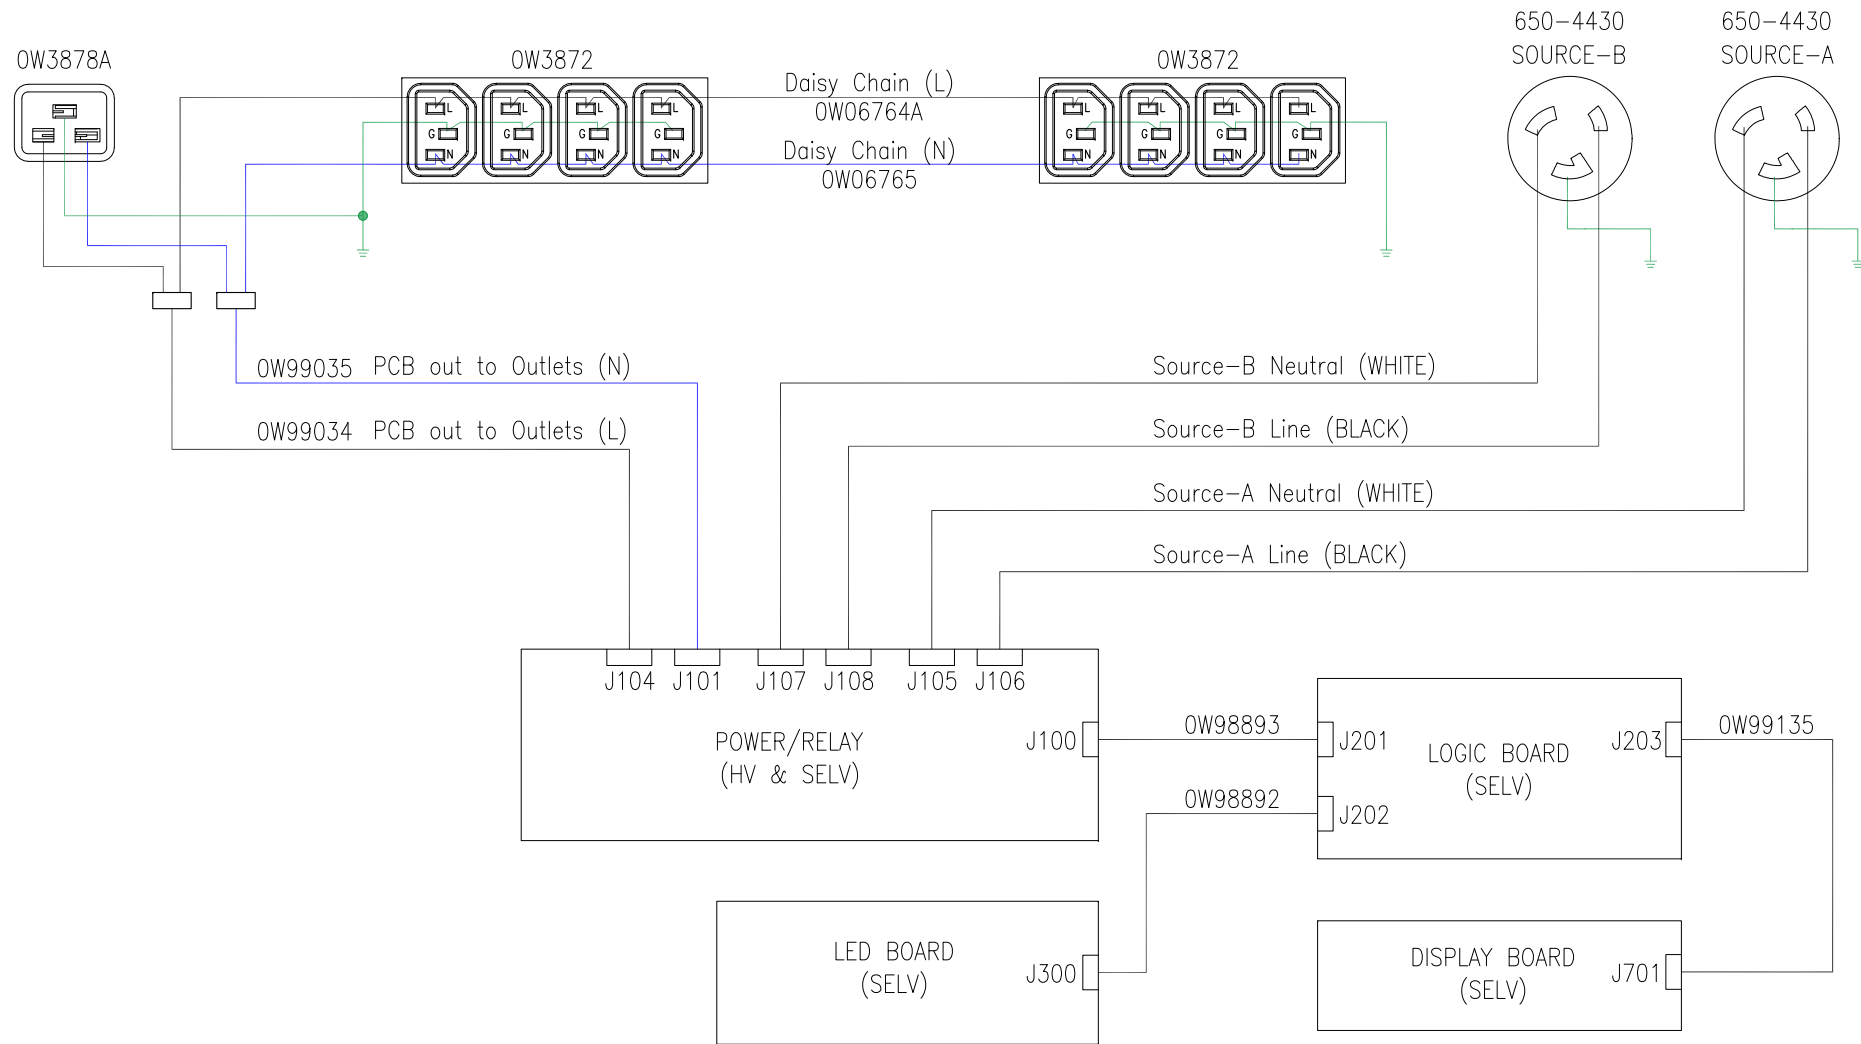 650-4430 650-4430
SOURCE-B SOURCE-A
0W3878A 0W3872 0W3872
Daisy Chain (L)
0W06764A
Daisy Chain (N)
0W06765
L L L L L L L L
G G G G G G G G
N N N N N N N N
0W99035 PCB out to Outlets (N)
Source-B Neutral (WHITE)
0W99034 PCB out to Outlets (L)
Source-B Line (BLACK)
Source-A Neutral (WHITE)
Source-A Line (BLACK)
J104 J101 J107 J108 J105 J106
POWER/RELAY
(HV & SELV)
J100
0W98893
J201
LOGIC BOARD
(SELV)
J203
0W99135
0W98892
J202
LED BOARD
(SELV)
J300
DISPLAY BOARD
(SELV)
J701